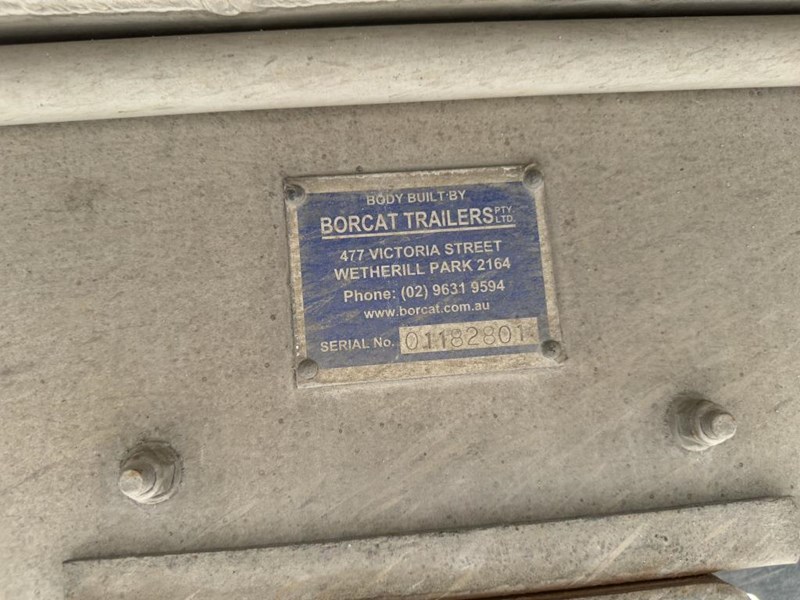 BODY BUILT BY
BORCAT TRAILERS PTY. LTD.
477 VICTORIA STREET
WETHERILL PARK 2164
Phone: (02) 9631 9594
www.borcat.com.au
SERIAL No. 01182801